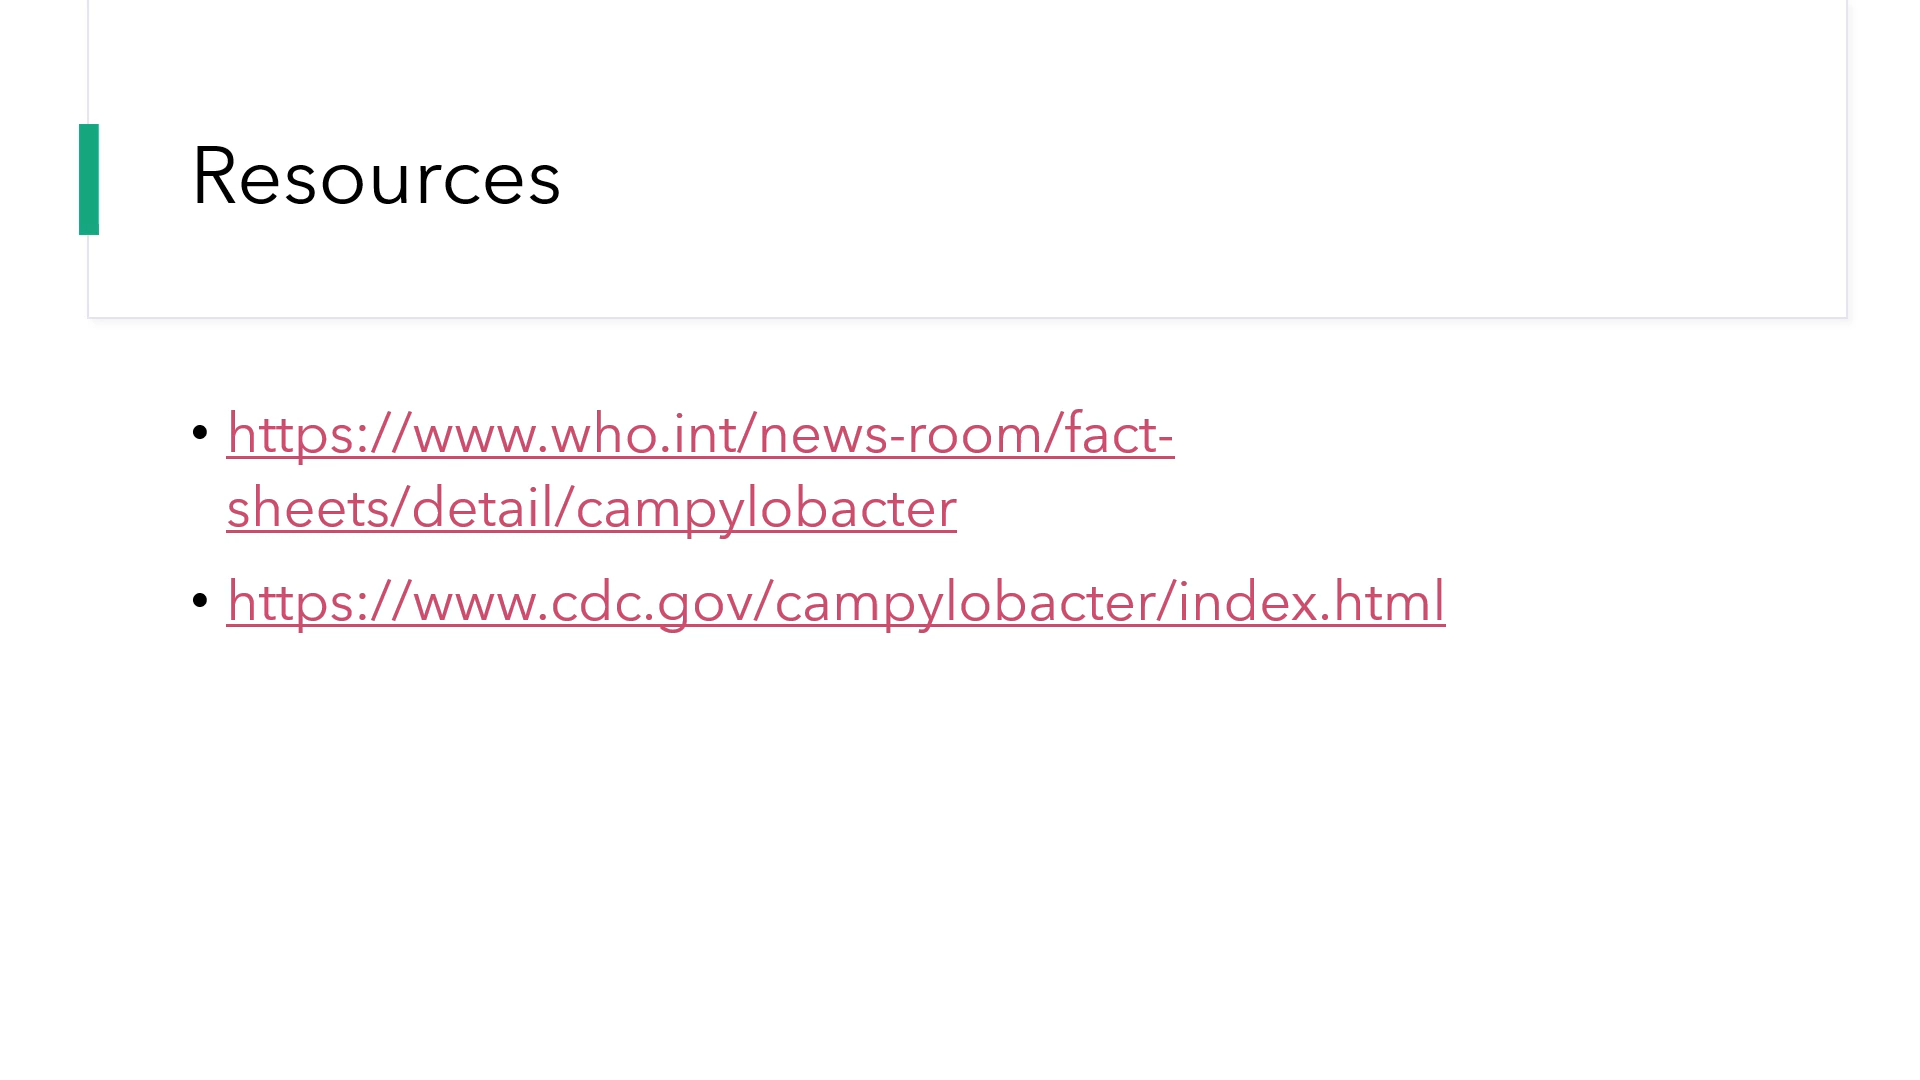 Resources
• https://www.who.int/news-room/fact-
sheets/detail/campylobacter
• https://www.cdc.gov/campylobacter/index.html